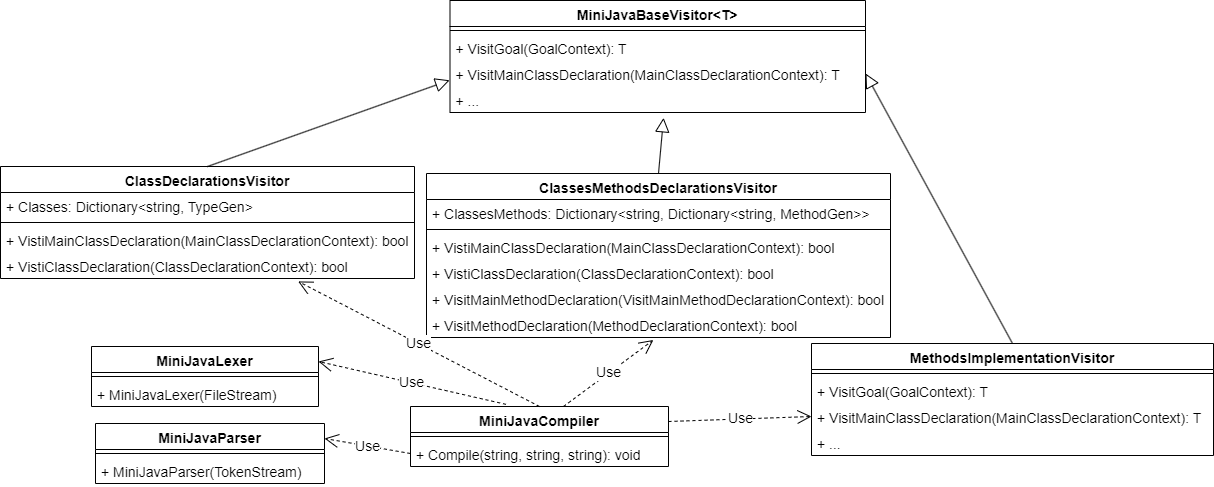 MiniJavaBaseVisitor<T>
+ VisitGoal(GoalContext): T
+ VisitMainClassDeclaration(MainClassDeclarationContext): T
+ ...
ClassDeclarationsVisitor
+ Classes: Dictionary<string, TypeGen>
+ VistiMainClassDeclaration(MainClassDeclarationContext): bool
+ VistiClassDeclaration(ClassDeclarationContext): bool
ClassesMethodsDeclarationsVisitor
+ ClassesMethods: Dictionary<string, Dictionary<string, MethodGen>>
+ VistiMainClassDeclaration(MainClassDeclarationContext): bool
+ VistiClassDeclaration(ClassDeclarationContext): bool
+ VisitMainMethodDeclaration(VisitMainMethodDeclarationContext): bool
+ VisitMethodDeclaration(MethodDeclarationContext): bool
Use
MiniJavaLexer
+ MiniJavaLexer(FileStream)
Use
Use
MethodsImplementationVisitor
+ VisitGoal(GoalContext): T
+ VisitMainClassDeclaration(MainClassDeclarationContext): T
+ ...
MiniJavaCompiler
+ Compile(string, string, string): void
Use
MiniJavaParser
+ MiniJavaParser(TokenStream)
Use